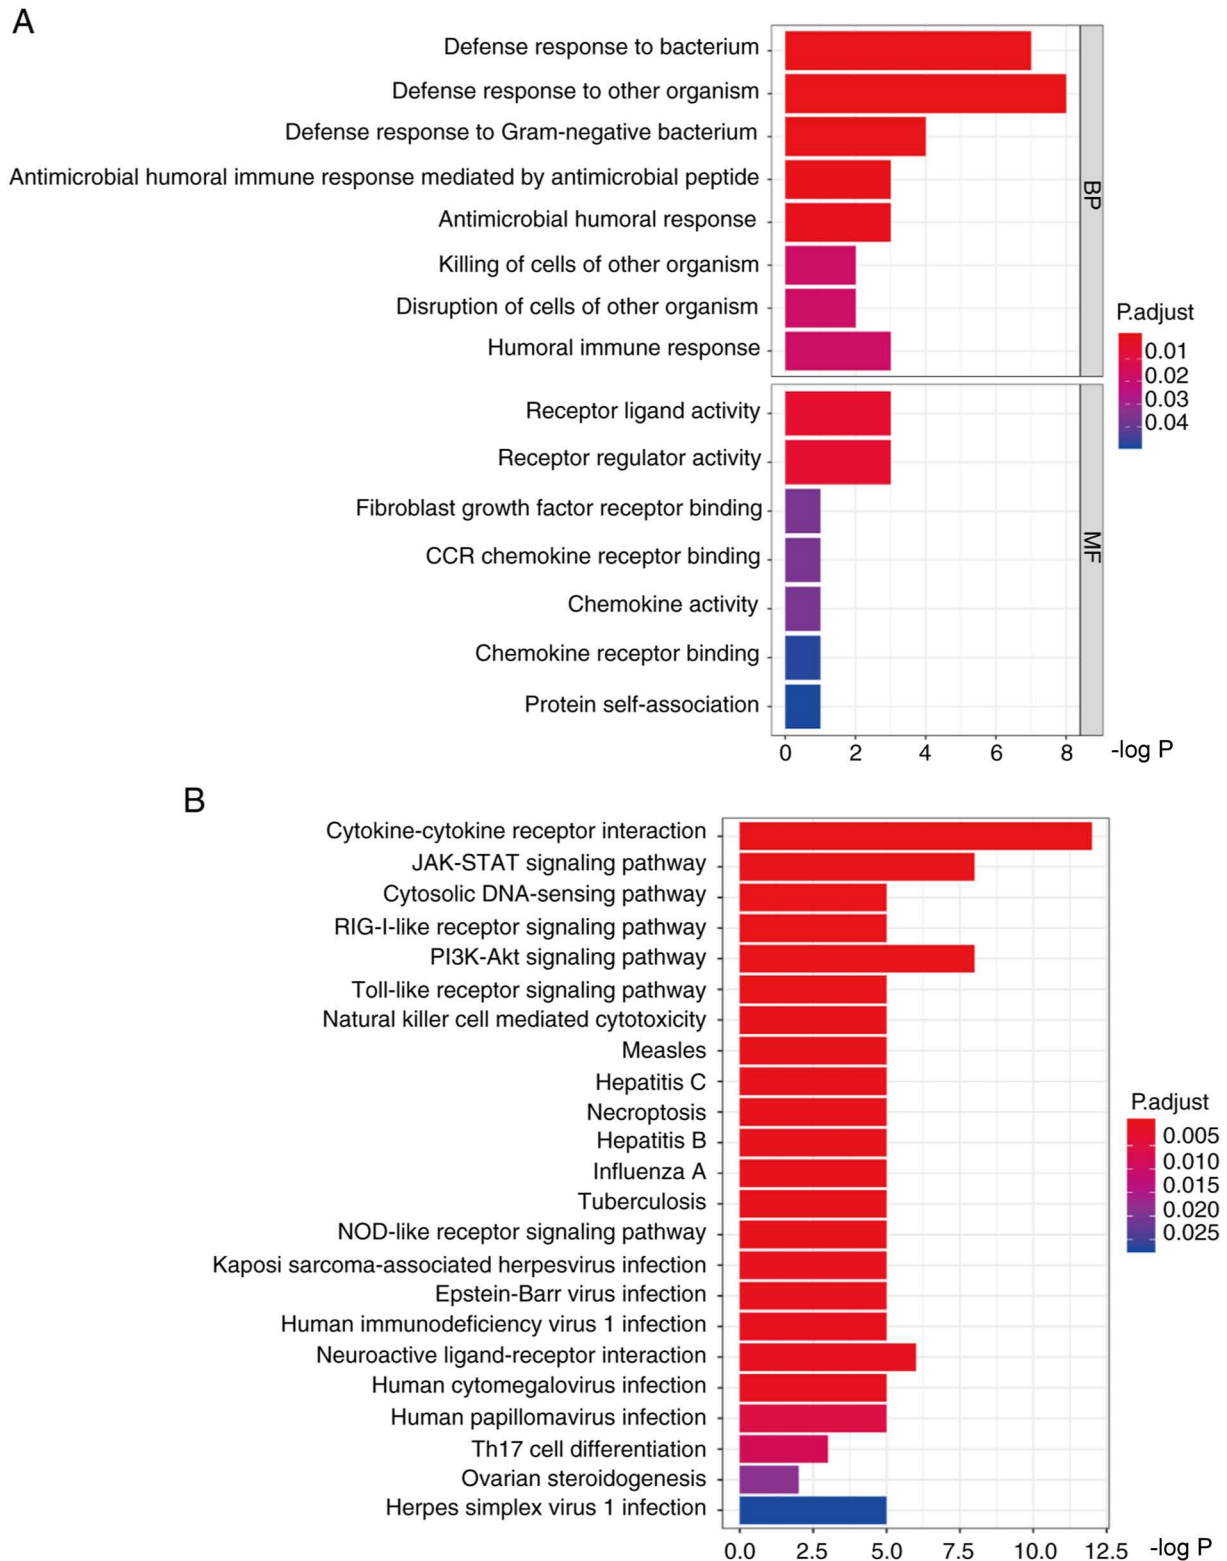 A
Defense response to bacterium
Defense response to other organism
Defense response to Gram-negative bacterium
Antimicrobial humoral immune response mediated by antimicrobial peptide
Antimicrobial humoral response
Killing of cells of other organism
Disruption of cells of other organism
Humoral immune response
BP
Receptor ligand activity
Receptor regulator activity
Fibroblast growth factor receptor binding
CCR chemokine receptor binding
Chemokine activity
Chemokine receptor binding
Protein self-association
MF
0 2 4 6 8 -log P
P.adjust
0.01
0.02
0.03
0.04
B
Cytokine-cytokine receptor interaction
JAK-STAT signaling pathway
Cytosolic DNA-sensing pathway
RIG-I-like receptor signaling pathway
PI3K-Akt signaling pathway
Toll-like receptor signaling pathway
Natural killer cell mediated cytotoxicity
Measles
Hepatitis C
Necroptosis
Hepatitis B
Influenza A
Tuberculosis
NOD-like receptor signaling pathway
Kaposi sarcoma-associated herpesvirus infection
Epstein-Barr virus infection
Human immunodeficiency virus 1 infection
Neuroactive ligand-receptor interaction
Human cytomegalovirus infection
Human papillomavirus infection
Th17 cell differentiation
Ovarian steroidogenesis
Herpes simplex virus 1 infection
0.0 2.5 5.0 7.5 10.0 12.5 -log P
P.adjust
0.005
0.010
0.015
0.020
0.025